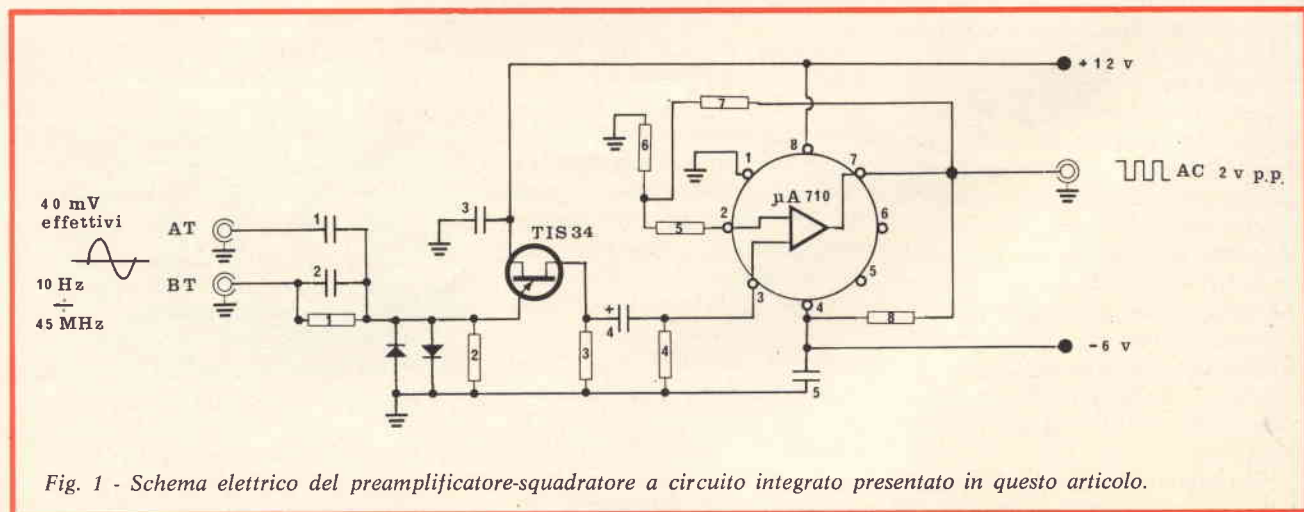 + 12 v
7
6
1
8
7
40 mV
effettivi
AT
1
3
TIS 34
2
µA 710
6
AC 2 v p.p.
5
BT
2
5
10 Hz
÷
45 MHz
1
3
4
+
4
8
2
3
4
- 6 v
5
Fig. 1 - Schema elettrico del preamplificatore-squadratore a circuito integrato presentato in questo articolo.